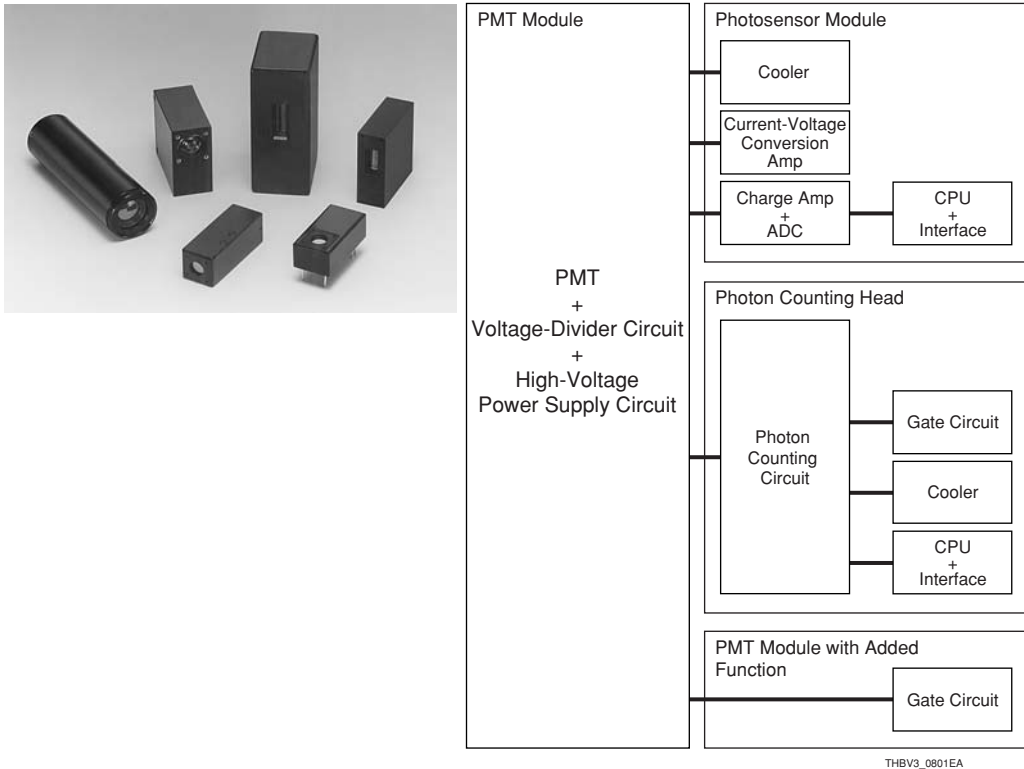 PMT Module
PMT
+
Voltage-Divider Circuit
+
High-Voltage
Power Supply Circuit
Photosensor Module
Cooler
Current-Voltage
Conversion
Amp
Charge Amp
+
ADC
CPU
+
Interface
Photon Counting Head
Photon
Counting
Circuit
Gate Circuit
Cooler
CPU
+
Interface
PMT Module with Added
Function
Gate Circuit
THBV3_0801EA